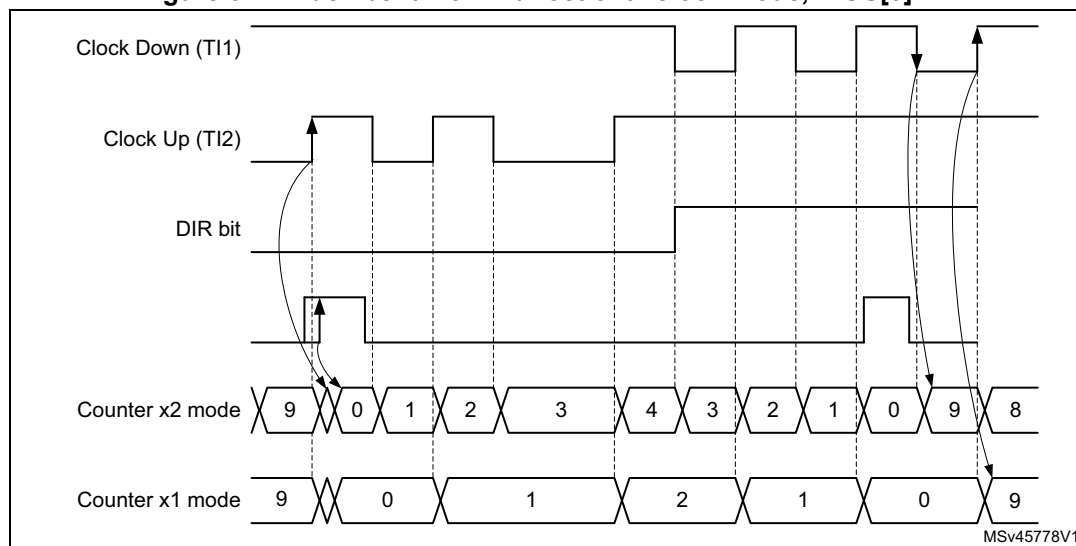 Clock Down (TI1)
Clock Up (TI2)
DIR bit
Counter x2 mode 9 0 1 2 3 4 3 2 1 0 9 8
Counter x1 mode 9 0 1 2 1 0 9
MSv45778V1